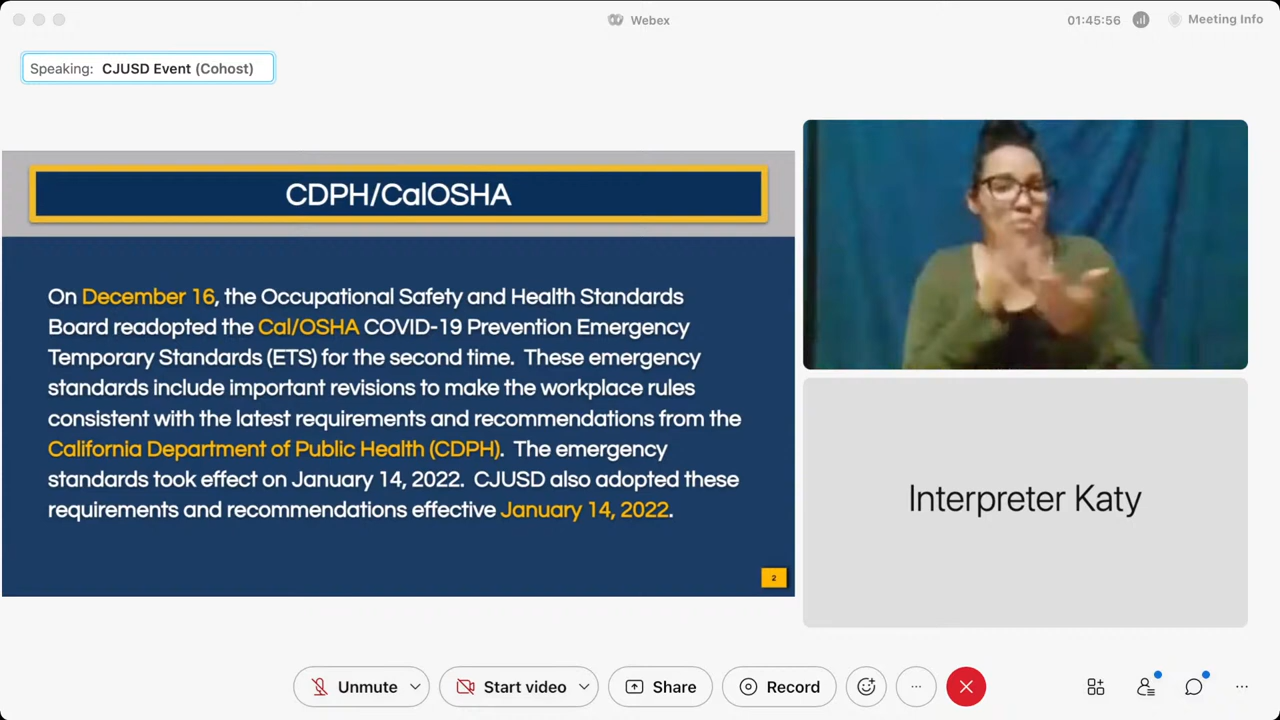 Webex
01:45:56
Meeting Info
Speaking: CJUSD Event (Cohost)
CDPH/CalOSHA
On December 16, the Occupational Safety and Health Standards
Board readopted the Cal/OSHA COVID-19 Prevention Emergency
Temporary Standards (ETS) for the second time. These emergency
standards include important revisions to make the workplace rules
consistent with the latest requirements and recommendations from the
California Department of Public Health (CDPH). The emergency
standards took effect on January 14, 2022. CJUSD also adopted these
requirements and recommendations effective January 14, 2022.
2
Interpreter Katy
Unmute
Start video
Share
Record